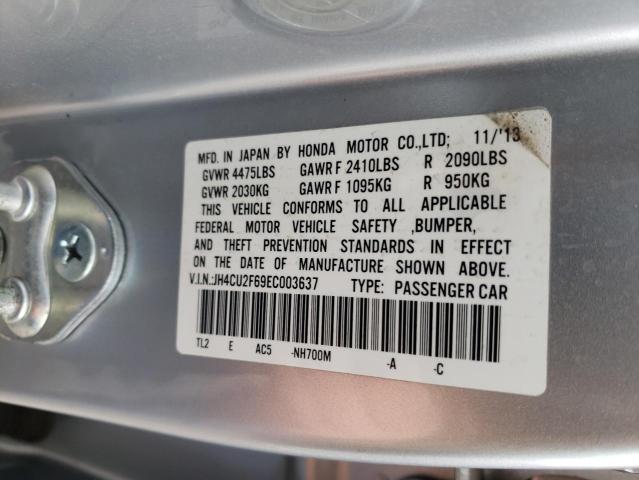 MFD. IN JAPAN BY HONDA MOTOR CO.,LTD; 11/'13
GVWR 4475LBS GAWR F 2410LBS R 2090LBS
GVWR 2030KG GAWR F 1095KG R 950KG
THIS VEHICLE CONFORMS TO ALL APPLICABLE
FEDERAL MOTOR VEHICLE SAFETY ,BUMPER,
AND THEFT PREVENTION STANDARDS IN EFFECT
ON THE DATE OF MANUFACTURE SHOWN ABOVE.
V.I.N.:JH4CU2F69EC003637 TYPE: PASSENGER CAR
TL2 E AC5 -NH700M -A -C